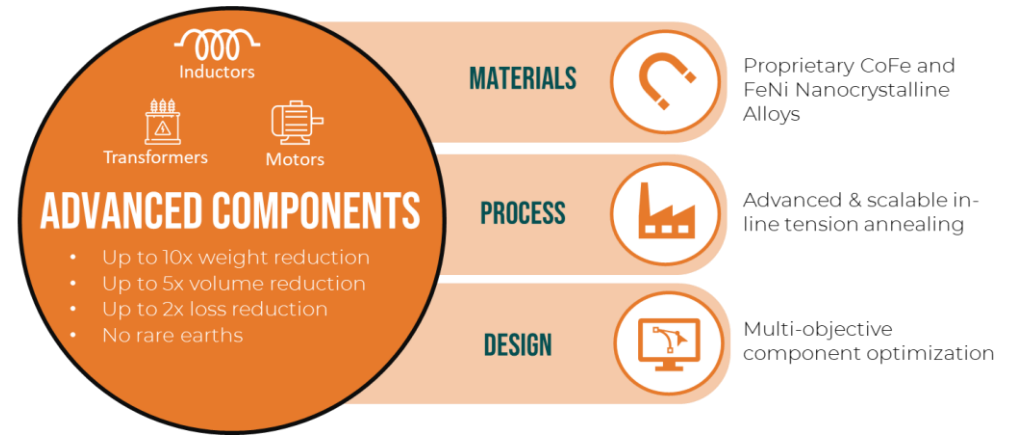 Inductors
Transformers
Motors
ADVANCED COMPONENTS
• Up to 10x weight reduction
• Up to 5x volume reduction
• Up to 2x loss reduction
• No rare earths
MATERIALS
Proprietary CoFe and
FeNi Nanocrystalline
Alloys
PROCESS
Advanced & scalable in-
line tension annealing
DESIGN
Multi-objective
component optimization